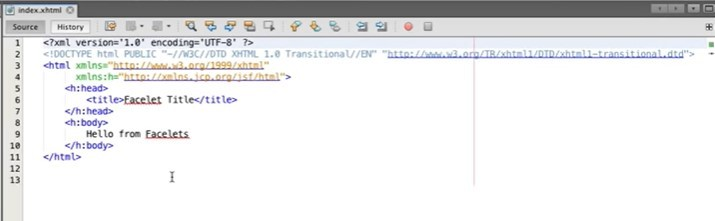 index.xhtml
Source History
1 <?xml version='1.0' encoding='UTF-8' ?>
2 <!DOCTYPE html PUBLIC "-//W3C//DTD XHTML 1.0 Transitional//EN" "http://www.w3.org/TR/xhtml1/DTD/xhtml1-transitional.dtd">
3 <html xmlns="http://www.w3.org/1999/xhtml"
4 xmlns:h="http://xmlns.jcp.org/jsf/html">
5 <h:head>
6 <title>Facelet Title</title>
7 </h:head>
8 <h:body>
9 Hello from Facelets
10 </h:body>
11 </html>
12
13